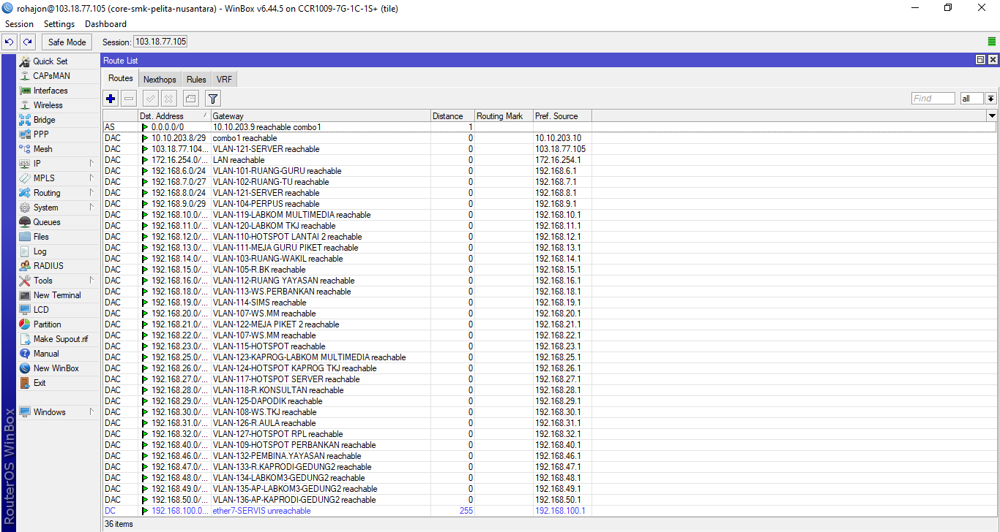 rohajon@103.18.77.105 (core-smk-pelita-nusantara) - WinBox v6.44.5 on CCR1009-7G-1C-1S+ (tile)
Session Settings Dashboard
Safe Mode Session: 103.18.77.105
Quick Set
CAPsMAN
Interfaces
Wireless
Bridge
PPP
Mesh
IP
MPLS
Routing
System
Queues
Files
Log
RADIUS
Tools
New Terminal
LCD
Partition
Make Supout.rif
Manual
New WinBox
Exit
Windows
RouterOS WinBox
Route List
Routes Nexthops Rules VRF
Find all
Dst. Address Gateway Distance Routing Mark Pref. Source
AS 0.0.0.0/0 10.10.203.9 reachable combo1 1
DAC 10.10.203.8/29 combo1 reachable 0 10.10.203.10
DAC 103.18.77.104... VLAN-121-SERVER reachable 0 103.18.77.105
DAC 172.16.254.0/... LAN reachable 0 172.16.254.1
DAC 192.168.6.0/24 VLAN-101-RUANG-GURU reachable 0 192.168.6.1
DAC 192.168.7.0/27 VLAN-102-RUANG-TU reachable 0 192.168.7.1
DAC 192.168.8.0/24 VLAN-121-SERVER reachable 0 192.168.8.1
DAC 192.168.9.0/29 VLAN-104-PERPUS reachable 0 192.168.9.1
DAC 192.168.10.0/... VLAN-119-LABKOM MULTIMEDIA reachable 0 192.168.10.1
DAC 192.168.11.0/... VLAN-120-LABKOM TKJ reachable 0 192.168.11.1
DAC 192.168.12.0/... VLAN-110-HOTSPOT LANTAI 2 reachable 0 192.168.12.1
DAC 192.168.13.0/... VLAN-111-MEJA GURU PIKET reachable 0 192.168.13.1
DAC 192.168.14.0/... VLAN-103-RUANG-WAKIL reachable 0 192.168.14.1
DAC 192.168.15.0/... VLAN-105-R.BK reachable 0 192.168.15.1
DAC 192.168.16.0/... VLAN-112-RUANG YAYASAN reachable 0 192.168.16.1
DAC 192.168.18.0/... VLAN-113-WS.PERBANKAN reachable 0 192.168.18.1
DAC 192.168.19.0/... VLAN-114-SIMS reachable 0 192.168.19.1
DAC 192.168.20.0/... VLAN-107-WS.MM reachable 0 192.168.20.1
DAC 192.168.21.0/... VLAN-122-MEJA PIKET 2 reachable 0 192.168.21.1
DAC 192.168.22.0/... VLAN-107-WS.MM reachable 0 192.168.22.1
DAC 192.168.23.0/... VLAN-115-HOTSPOT reachable 0 192.168.23.1
DAC 192.168.25.0/... VLAN-123-KAPROG-LABKOM MULTIMEDIA reachable 0 192.168.25.1
DAC 192.168.26.0/... VLAN-124-HOTSPOT KAPROG TKJ reachable 0 192.168.26.1
DAC 192.168.27.0/... VLAN-117-HOTSPOT SERVER reachable 0 192.168.27.1
DAC 192.168.28.0/... VLAN-118-R.KONSULTAN reachable 0 192.168.28.1
DAC 192.168.29.0/... VLAN-125-DAPODIK reachable 0 192.168.29.1
DAC 192.168.30.0/... VLAN-108-WS.TKJ reachable 0 192.168.30.1
DAC 192.168.31.0/... VLAN-126-R.AULA reachable 0 192.168.31.1
DAC 192.168.32.0/... VLAN-127-HOTSPOT RPL reachable 0 192.168.32.1
DAC 192.168.40.0/... VLAN-109-HOTSPOT PERBANKAN reachable 0 192.168.40.1
DAC 192.168.46.0/... VLAN-132-PEMBINA.YAYASAN reachable 0 192.168.46.1
DAC 192.168.47.0/... VLAN-133-R.KAPRODI-GEDUNG2 reachable 0 192.168.47.1
DAC 192.168.48.0/... VLAN-134-LABKOM3-GEDUNG2 reachable 0 192.168.48.1
DAC 192.168.49.0/... VLAN-135-AP-LABKOM3-GEDUNG2 reachable 0 192.168.49.1
DAC 192.168.50.0/... VLAN-136-AP-KAPRODI-GEDUNG2 reachable 0 192.168.50.1
DC 192.168.100.0... ether7-SERVIS unreachable 255 192.168.100.1
36 items